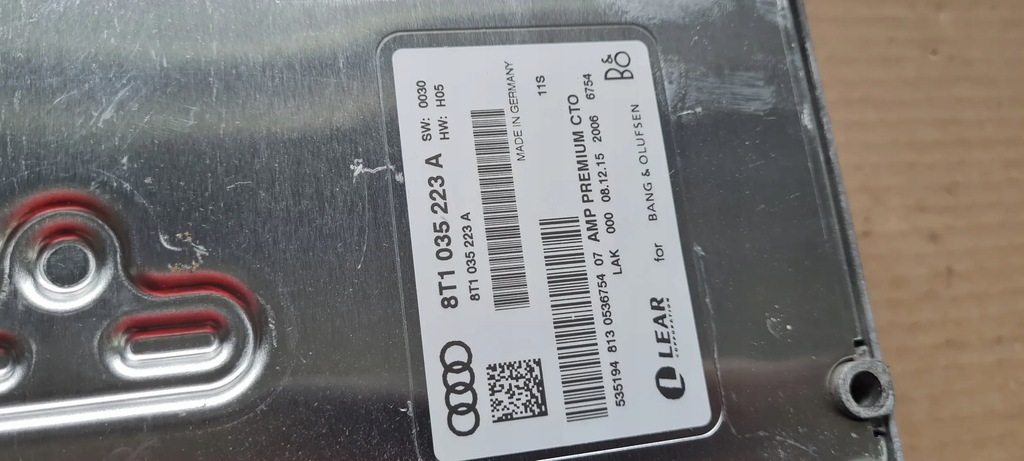 8T1 035 223 A
SW: 0030
8T1 035 223 A
HW: H05
MADE IN GERMANY
11S
AMP PREMIUM CTO
535194 813 0536754 07
LAK 000 08.12.15 2006 6754
LEAR
for BANG & OLUFSEN
B&O